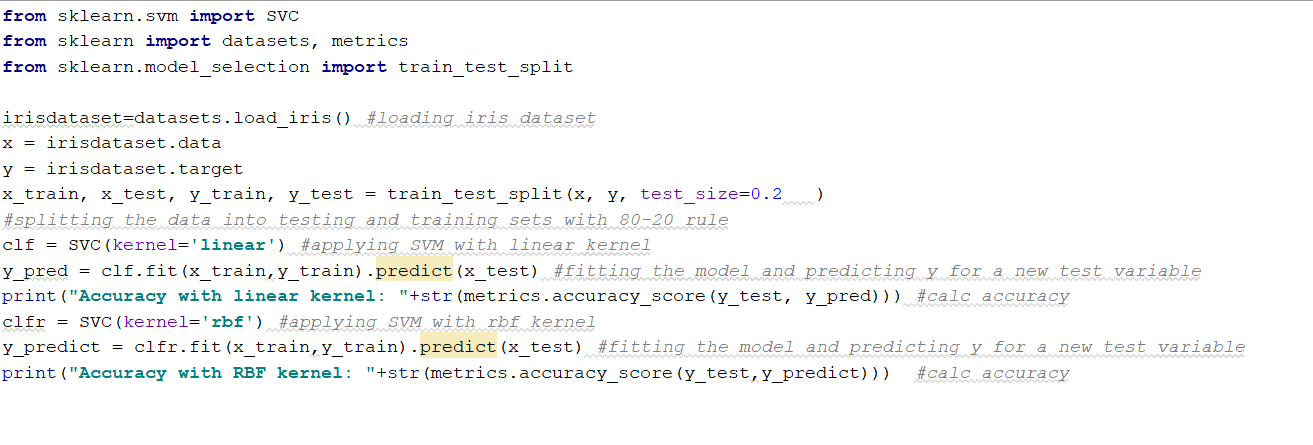 from sklearn.svm import SVC
from sklearn import datasets, metrics
from sklearn.model_selection import train_test_split
irisdataset=datasets.load_iris() #loading iris dataset
x = irisdataset.data
y = irisdataset.target
x_train, x_test, y_train, y_test = train_test_split(x, y, test_size=0.2   )
#splitting the data into testing and training sets with 80-20 rule
clf = SVC(kernel='linear') #applying SVM with linear kernel
y_pred = clf.fit(x_train,y_train).predict(x_test) #fitting the model and predicting y for a new test variable
print("Accuracy with linear kernel: "+str(metrics.accuracy_score(y_test, y_pred))) #calc accuracy
clfr = SVC(kernel='rbf') #applying SVM with rbf kernel
y_predict = clfr.fit(x_train,y_train).predict(x_test) #fitting the model and predicting y for a new test variable
print("Accuracy with RBF kernel: "+str(metrics.accuracy_score(y_test,y_predict)))  #calc accuracy